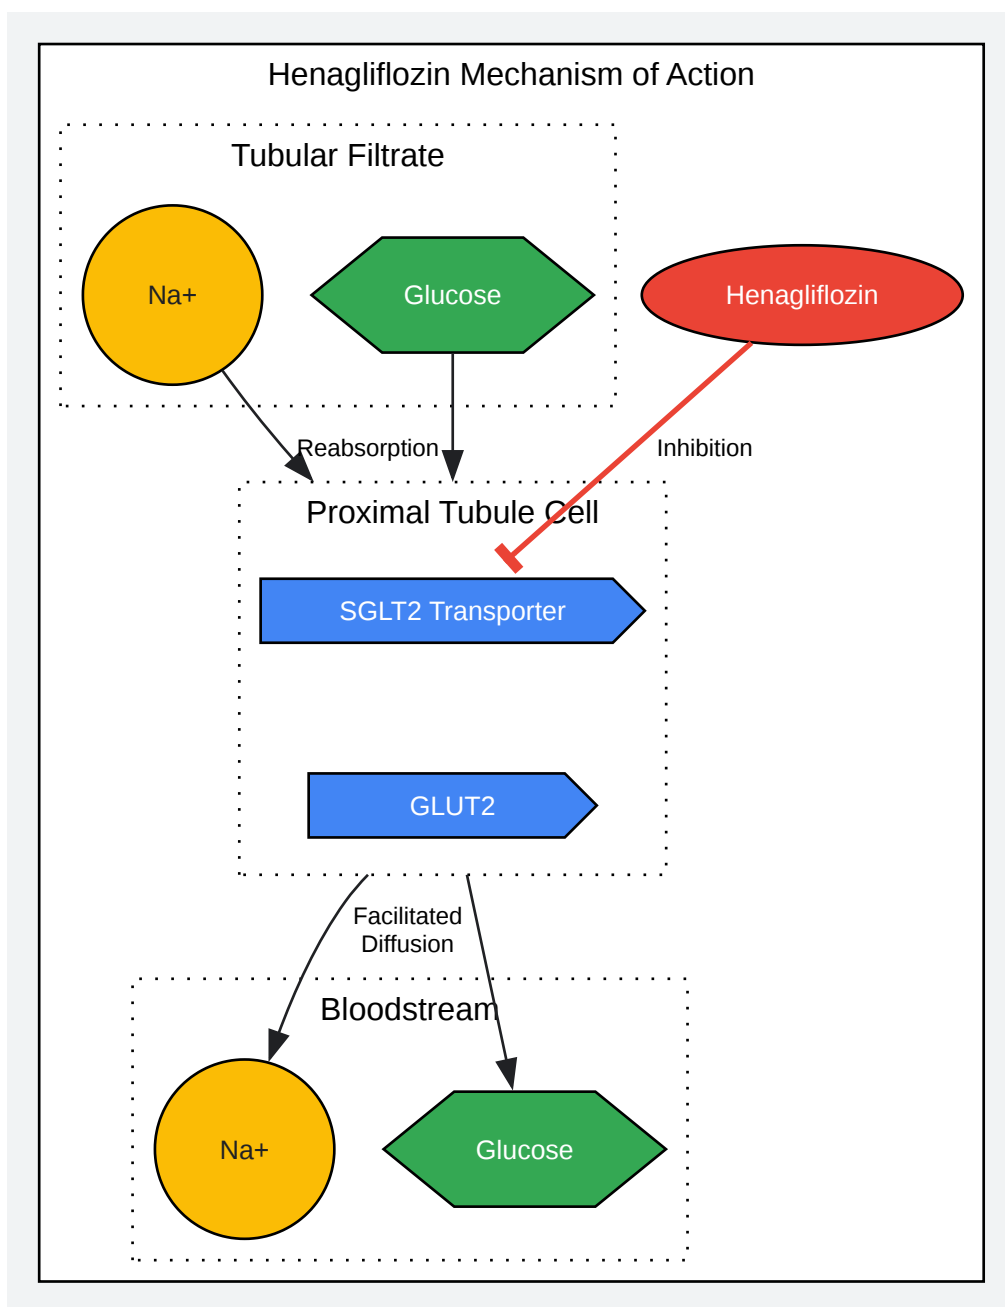 Henagliflozin Mechanism of Action
Tubular Filtrate
Na+
Glucose
Henagliflozin
Reabsorption
Inhibition
Proximal Tubule Cell
SGLT2 Transporter
GLUT2
Facilitated
Diffusion
Bloodstream
Na+
Glucose